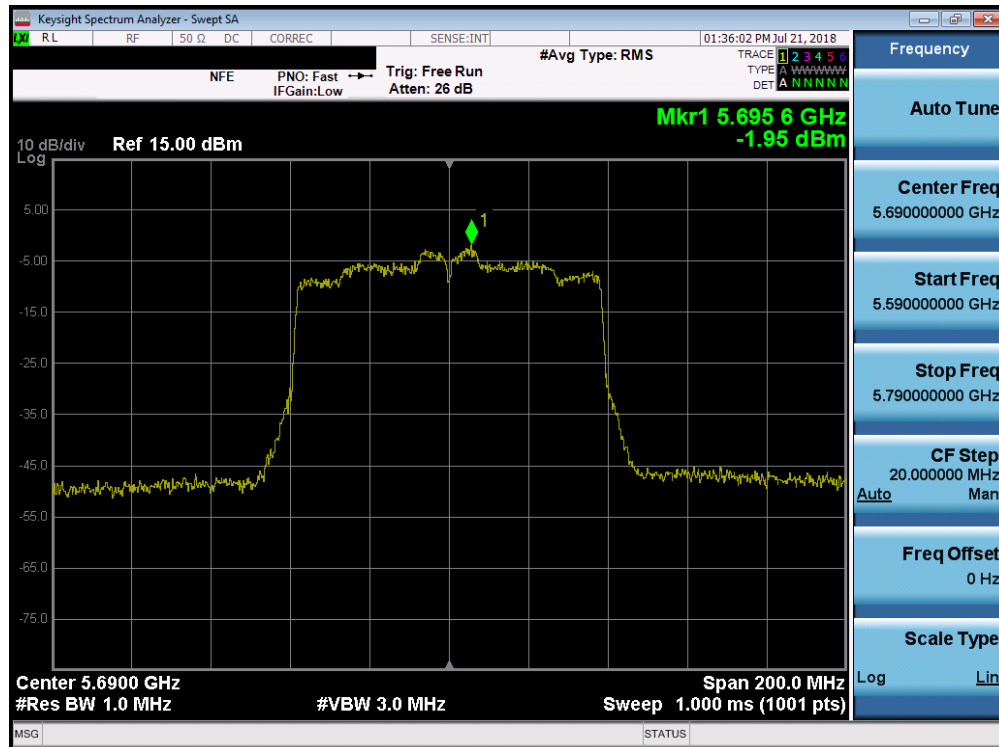 Keysight Spectrum Analyzer - Swept SA
LXI RL RF 50 Ω DC CORREC SENSE:INT 01:36:02 PM Jul 21, 2018
#Avg Type: RMS
TRACE 1 2 3 4 5 6
TYPE A WWWWW
DET A N N N N N
NFE PNO: Fast Trig: Free Run
IFGain:Low Atten: 26 dB
Mkr1 5.695 6 GHz
-1.95 dBm
10 dB/div Ref 15.00 dBm
Log
5.00
1
-5.00
-15.0
-25.0
-35.0
-45.0
-55.0
-65.0
-75.0
Center 5.6900 GHz Span 200.0 MHz
#Res BW 1.0 MHz #VBW 3.0 MHz Sweep 1.000 ms (1001 pts)
MSG STATUS
Frequency
Auto Tune
Center Freq
5.690000000 GHz
Start Freq
5.590000000 GHz
Stop Freq
5.790000000 GHz
CF Step
20.000000 MHz
Auto Man
Freq Offset
0 Hz
Scale Type
Log Lin